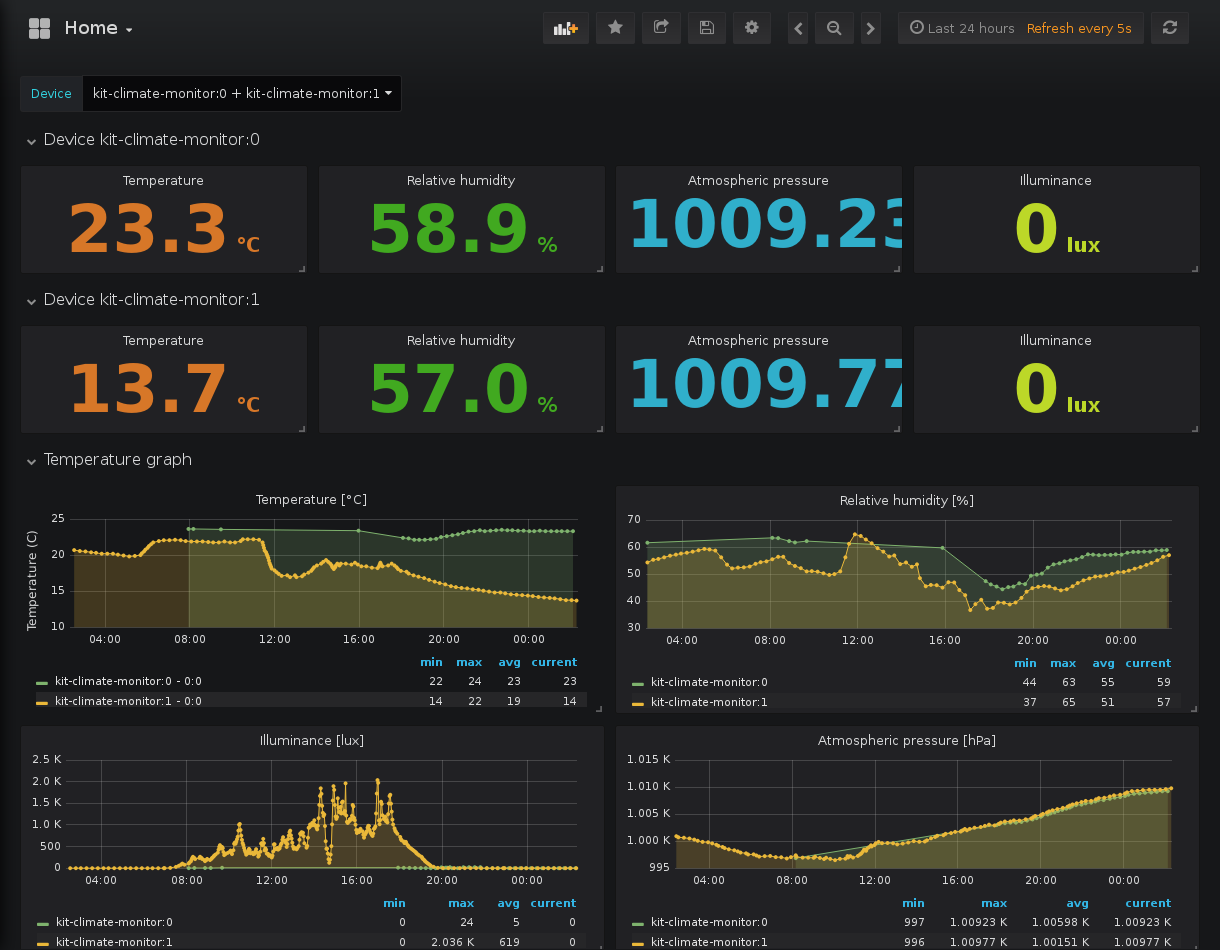 Home
Last 24 hours Refresh every 5s
Device kit-climate-monitor:0 + kit-climate-monitor:1
Device kit-climate-monitor:0
Temperature Relative humidity Atmospheric pressure Illuminance
23.3 °C 58.9 % 1009.23 0 lux
Device kit-climate-monitor:1
Temperature Relative humidity Atmospheric pressure Illuminance
13.7 °C 57.0 % 1009.77 0 lux
Temperature graph
Temperature [°C]
Temperature (C)
25
20
15
10
04:00 08:00 12:00 16:00 20:00 00:00
min max avg current
kit-climate-monitor:0 - 0:0 22 24 23 23
kit-climate-monitor:1 - 0:0 14 22 19 14
Relative humidity [%]
70
60
50
40
30
04:00 08:00 12:00 16:00 20:00 00:00
min max avg current
kit-climate-monitor:0 44 63 55 59
kit-climate-monitor:1 37 65 51 57
Illuminance [lux]
2.5 K
2.0 K
1.5 K
1.0 K
500
0
04:00 08:00 12:00 16:00 20:00 00:00
min max avg current
kit-climate-monitor:0 0 24 5 0
kit-climate-monitor:1 0 2.036 K 619 0
Atmospheric pressure [hPa]
1.015 K
1.010 K
1.005 K
1.000 K
995
04:00 08:00 12:00 16:00 20:00 00:00
min max avg current
kit-climate-monitor:0 997 1.00923 K 1.00598 K 1.00923 K
kit-climate-monitor:1 996 1.00977 K 1.00151 K 1.00977 K